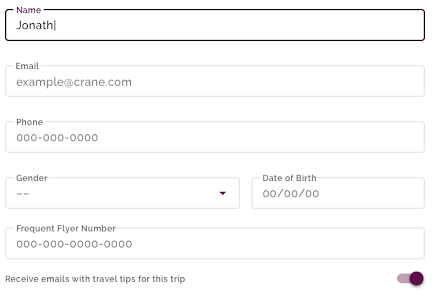 Name
Jonath
Email
example@crane.com
Phone
000-000-0000
Gender Date of Birth
-- 00/00/00
Frequent Flyer Number
000-000-0000-0000
Receive emails with travel tips for this trip